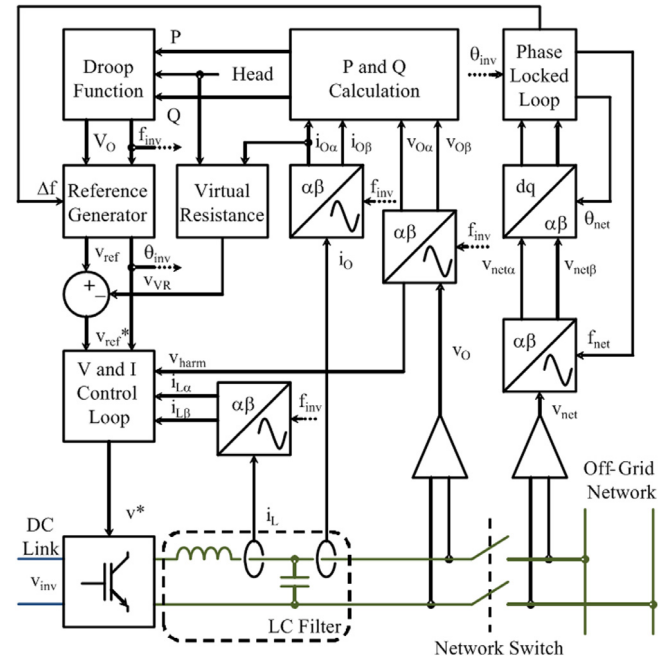 P
Droop
Function
Head
P and Q
Calculation
θinv
Phase
Locked
Loop
Q
VO
finv
iOα
iOβ
vOα
vOβ
Δf
Reference
Generator
Virtual
Resistance
αβ
finv
dq
αβ
θnet
αβ
finv
vref
θinv
vVR
iO
vnetα
vnetβ
+
−
vref*
αβ
fnet
V and I
Control
Loop
vharm
iLα
iLβ
αβ
finv
vO
vnet
Off-Grid
Network
v*
iL
DC
Link
vinv
LC Filter
Network Switch